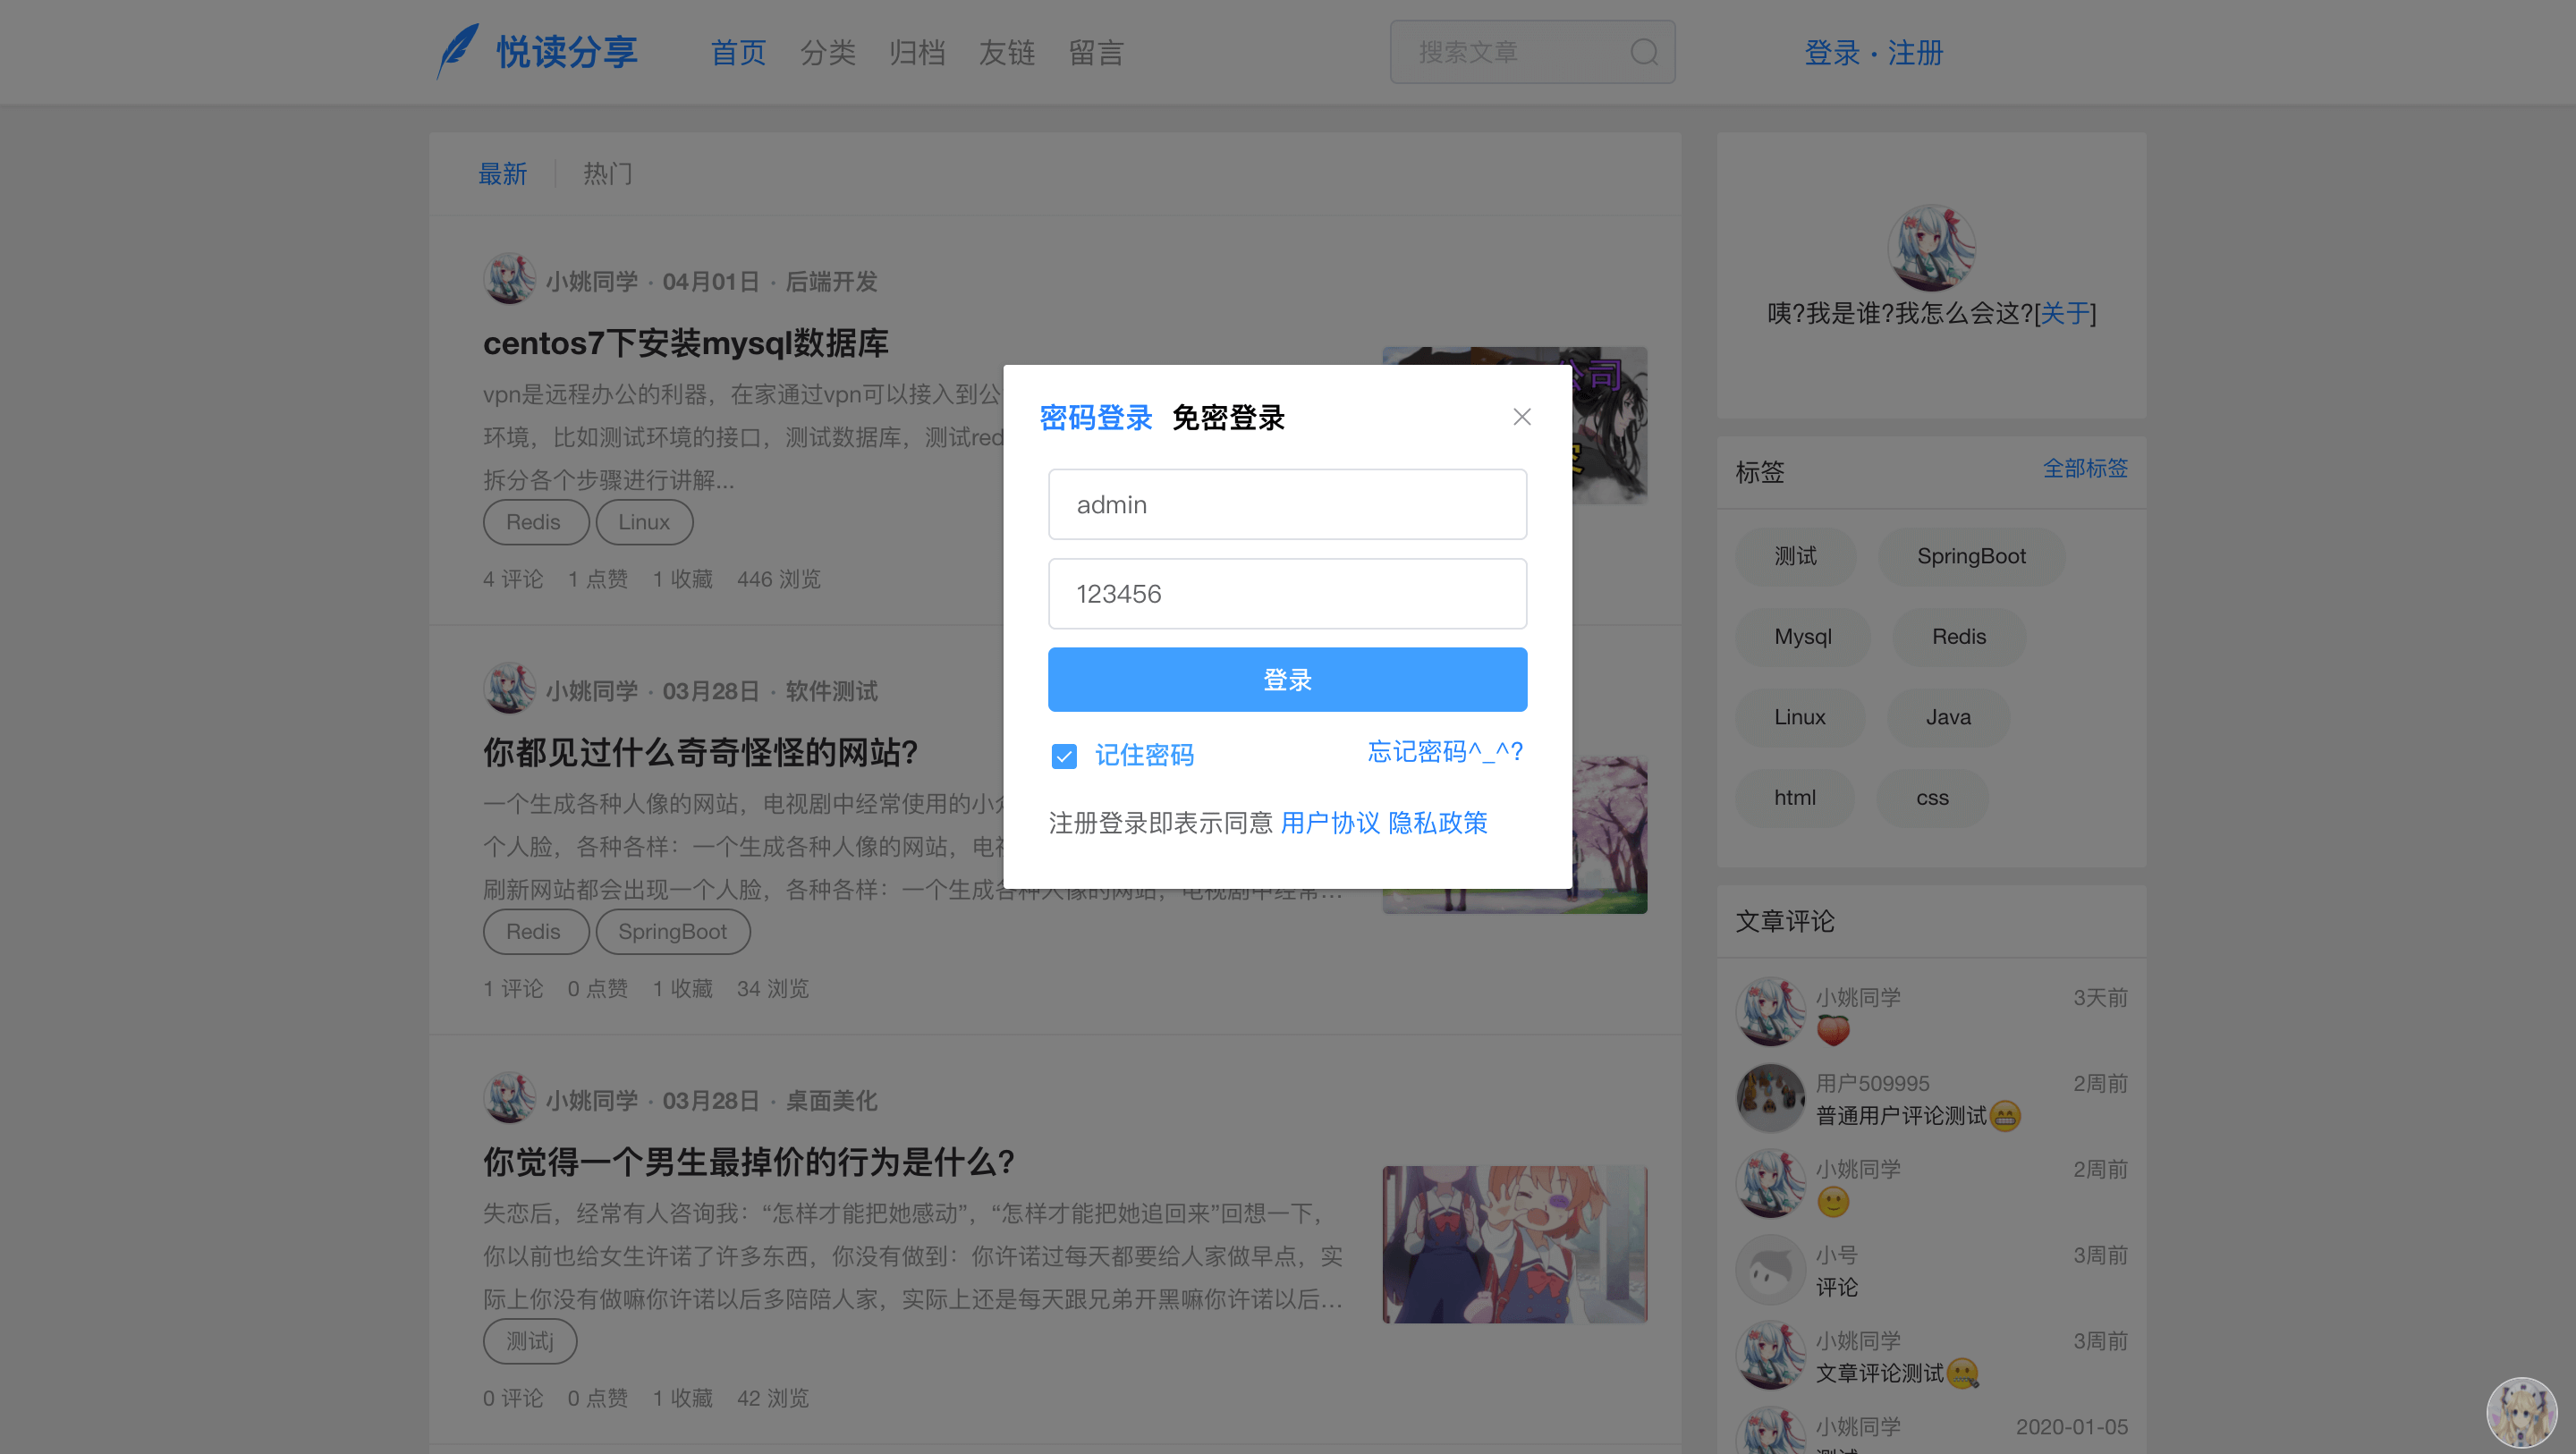 悦读分享
首页 分类 归档 友链 留言
搜索文章
登录 · 注册
最新 热门
小姚同学 · 04月01日 · 后端开发
centos7下安装mysql数据库
vpn是远程办公的利器，在家通过vpn可以接入到公
环境，比如测试环境的接口，测试数据库，测试red
拆分各个步骤进行讲解...
Redis Linux
4 评论 1 点赞 1 收藏 446 浏览
公司
小姚同学 · 03月28日 · 软件测试
你都见过什么奇奇怪怪的网站?
一个生成各种人像的网站，电视剧中经常使用的小众
个人脸，各种各样：一个生成各种人像的网站，电视
刷新网站都会出现一个人脸，各种各样：一个生成各种人像的网站，电视剧中经常...
Redis SpringBoot
1 评论 0 点赞 1 收藏 34 浏览
小姚同学 · 03月28日 · 桌面美化
你觉得一个男生最掉价的行为是什么?
失恋后，经常有人咨询我：“怎样才能把她感动”，“怎样才能把她追回来”回想一下，
你以前也给女生许诺了许多东西，你没有做到：你许诺过每天都要给人家做早点，实
际上你没有做嘛你许诺以后多陪陪人家，实际上还是每天跟兄弟开黑嘛你许诺以后...
测试j
0 评论 0 点赞 1 收藏 42 浏览
密码登录 免密登录
admin
123456
登录
记住密码 忘记密码^_^?
注册登录即表示同意 用户协议 隐私政策
咦?我是谁?我怎么会这?[关于]
标签 全部标签
测试 SpringBoot
Mysql Redis
Linux Java
html css
文章评论
小姚同学 3天前
🍑
用户509995 2周前
普通用户评论测试😁
小姚同学 2周前
🙂
小号 3周前
评论
小姚同学 3周前
文章评论测试🤐
小姚同学 2020-01-05